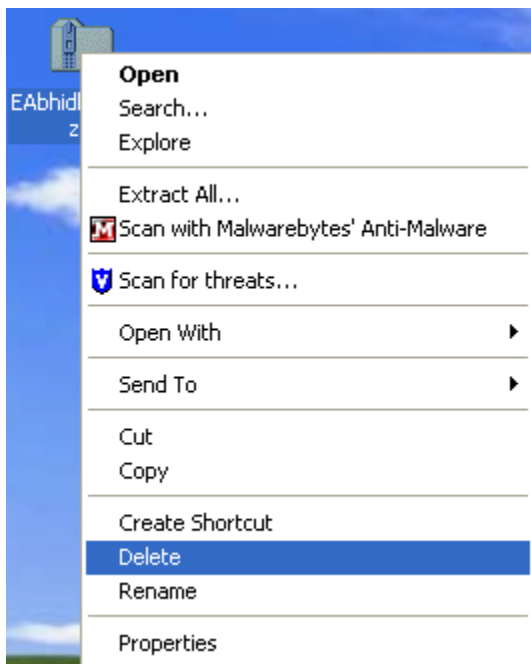 EAbhidl
z
Open
Search...
Explore
Extract All...
Scan with Malwarebytes' Anti-Malware
Scan for threats...
Open With
Send To
Cut
Copy
Create Shortcut
Delete
Rename
Properties